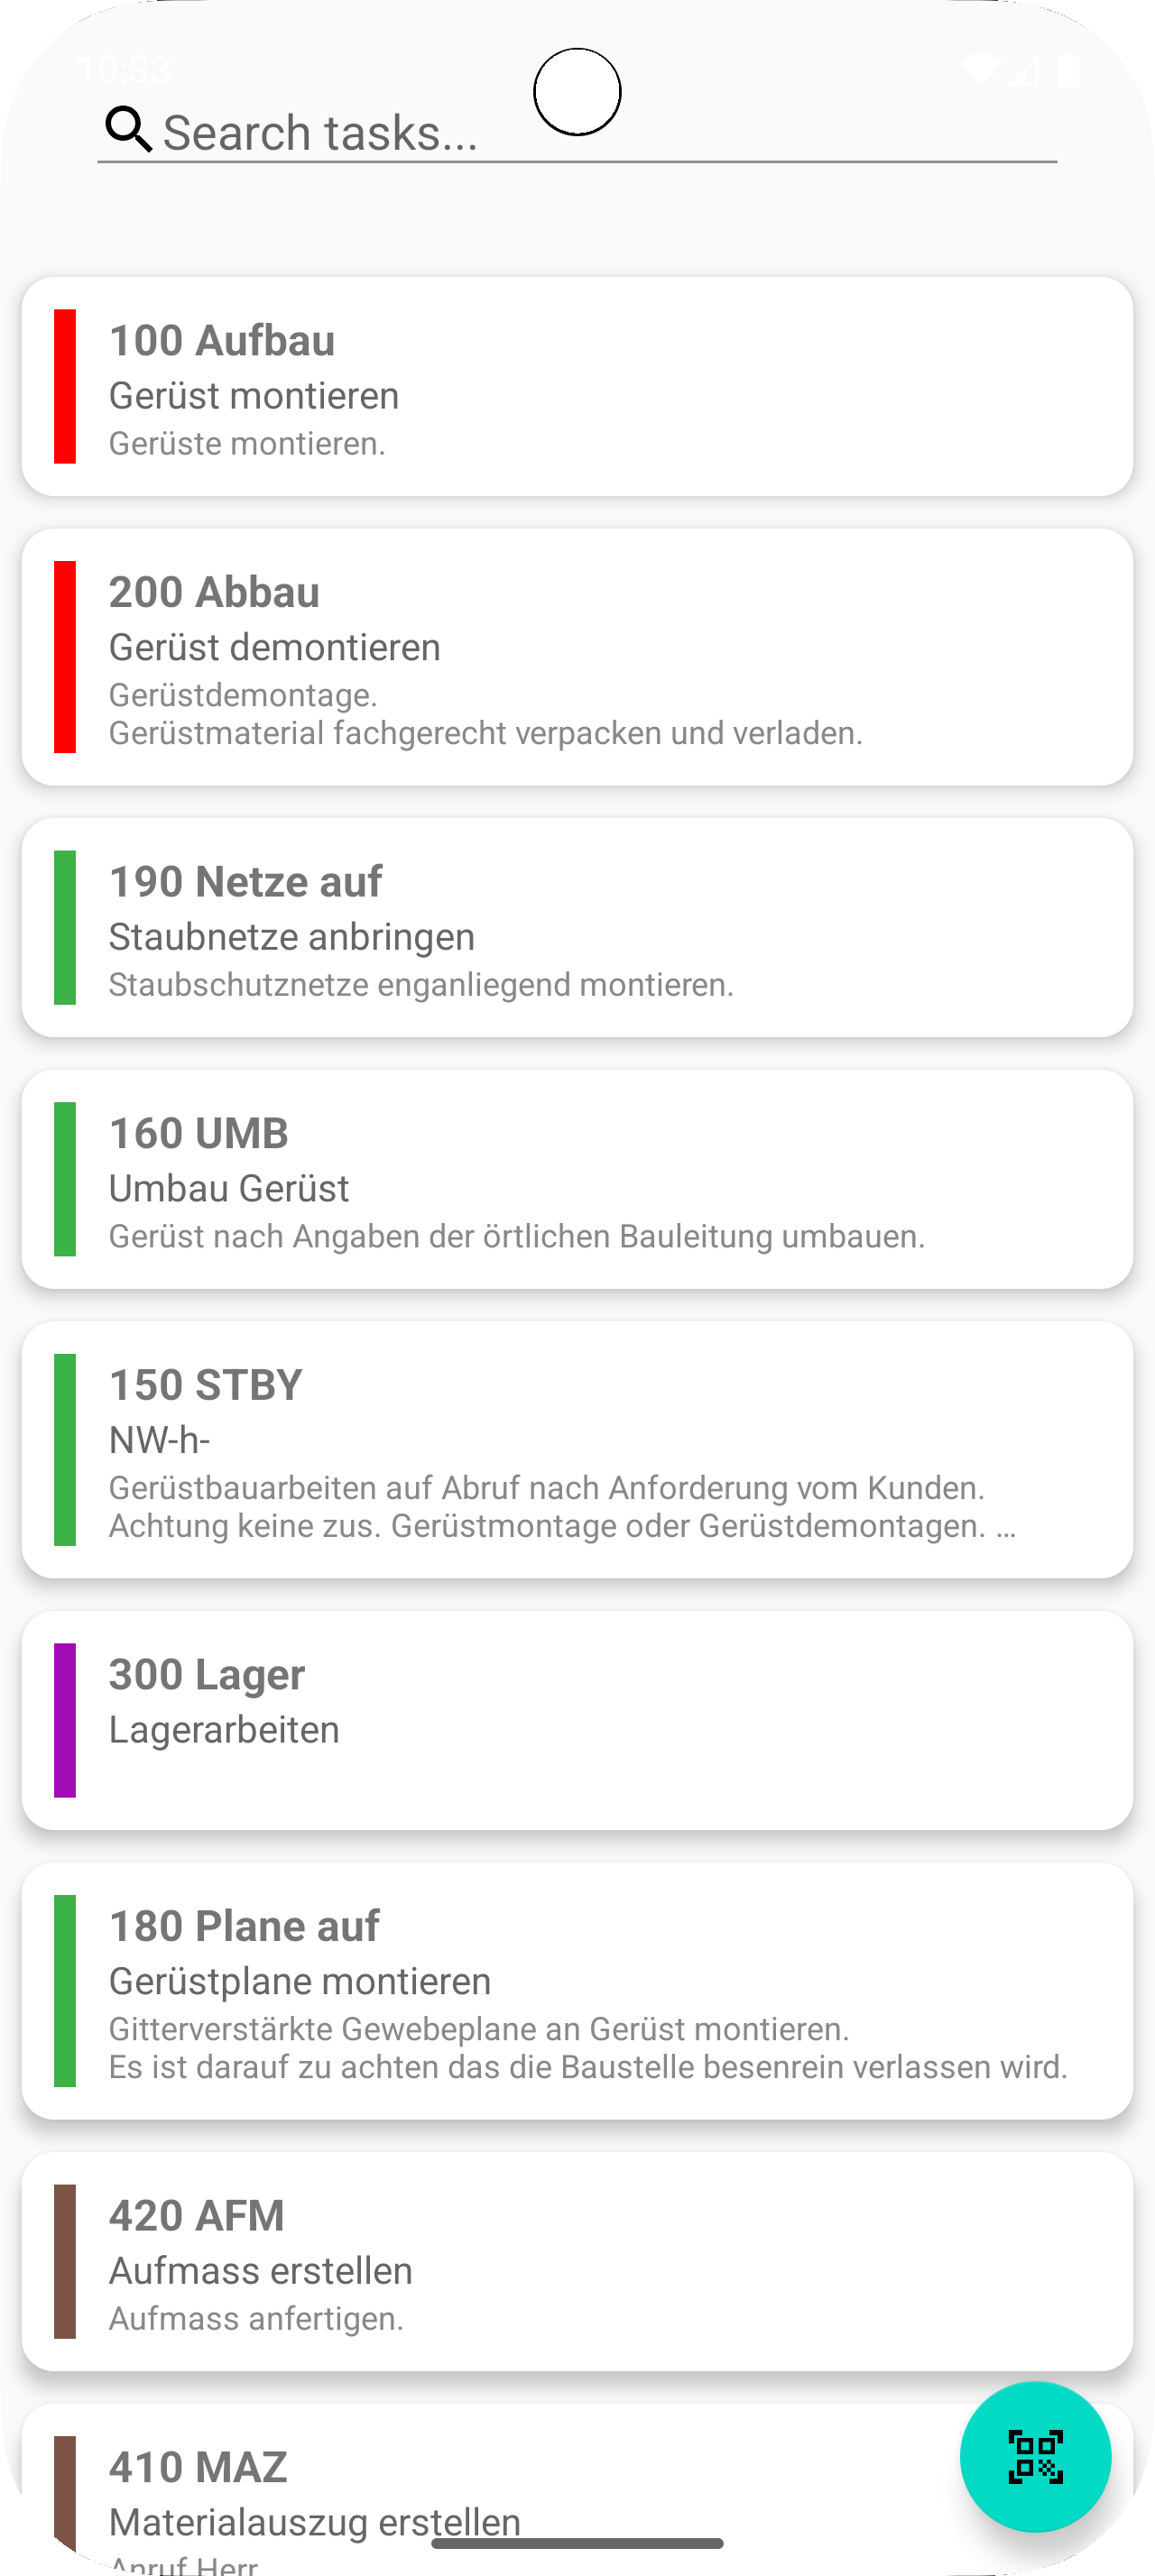 10:33
Search tasks...
100 Aufbau
Gerüst montieren
Gerüste montieren.
200 Abbau
Gerüst demontieren
Gerüstdemontage.
Gerüstmaterial fachgerecht verpacken und verladen.
190 Netze auf
Staubnetze anbringen
Staubschutznetze enganliegend montieren.
160 UMB
Umbau Gerüst
Gerüst nach Angaben der örtlichen Bauleitung umbauen.
150 STBY
NW-h-
Gerüstbauarbeiten auf Abruf nach Anforderung vom Kunden.
Achtung keine zus. Gerüstmontage oder Gerüstdemontagen. ...
300 Lager
Lagerarbeiten
180 Plane auf
Gerüstplane montieren
Gitterverstärkte Gewebeplane an Gerüst montieren.
Es ist darauf zu achten das die Baustelle besenrein verlassen wird.
420 AFM
Aufmass erstellen
Aufmass anfertigen.
410 MAZ
Materialauszug erstellen
Anruf Herr